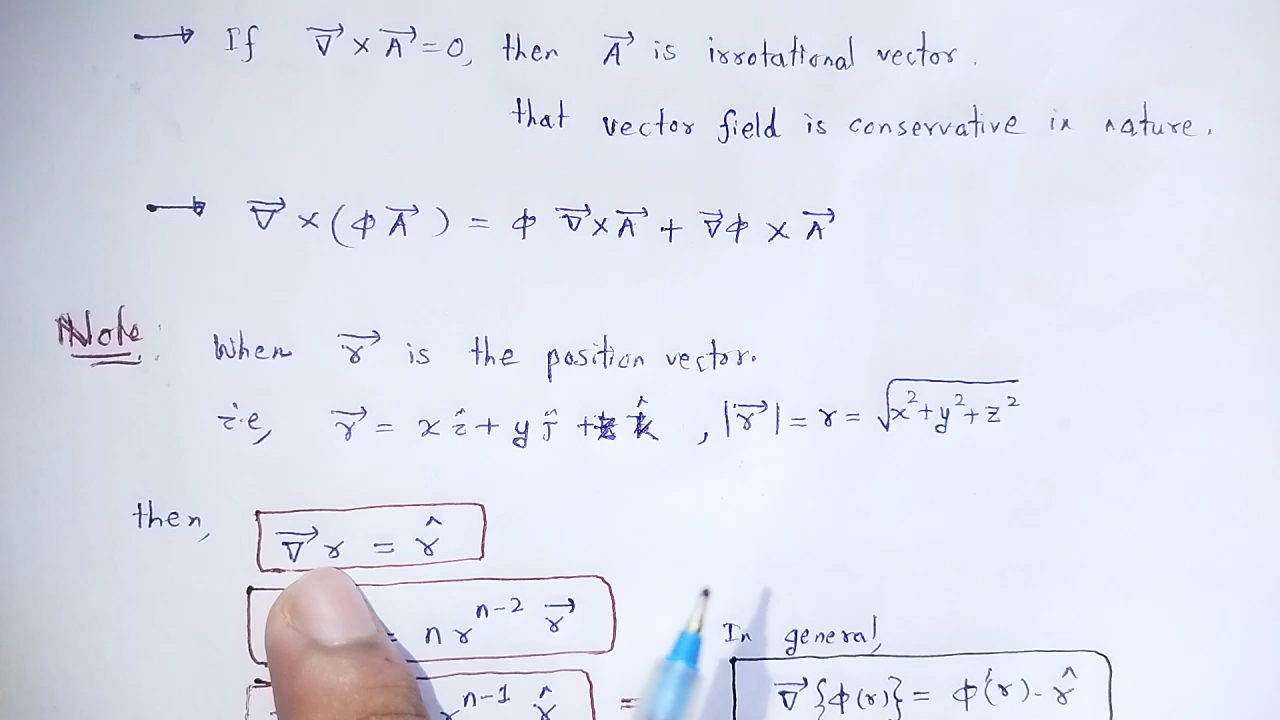 → If ∇⃗ × A⃗ = 0, then A⃗ is irrotational vector.
that vector field is conservative in nature.
→ ∇⃗ × (ϕ A⃗) = ϕ ∇⃗ × A⃗ + ∇⃗ϕ × A⃗
Note:
When r⃗ is the position vector.
i.e, r⃗ = x î + y ĵ + z k̂ , |r⃗| = r = √x²+y²+z²
then, ∇⃗ r = r̂
= n r^{n-2} r⃗
In general,
r^{n-1} r̂ = ∇⃗{ϕ(r)} = ϕ'(r)·r̂